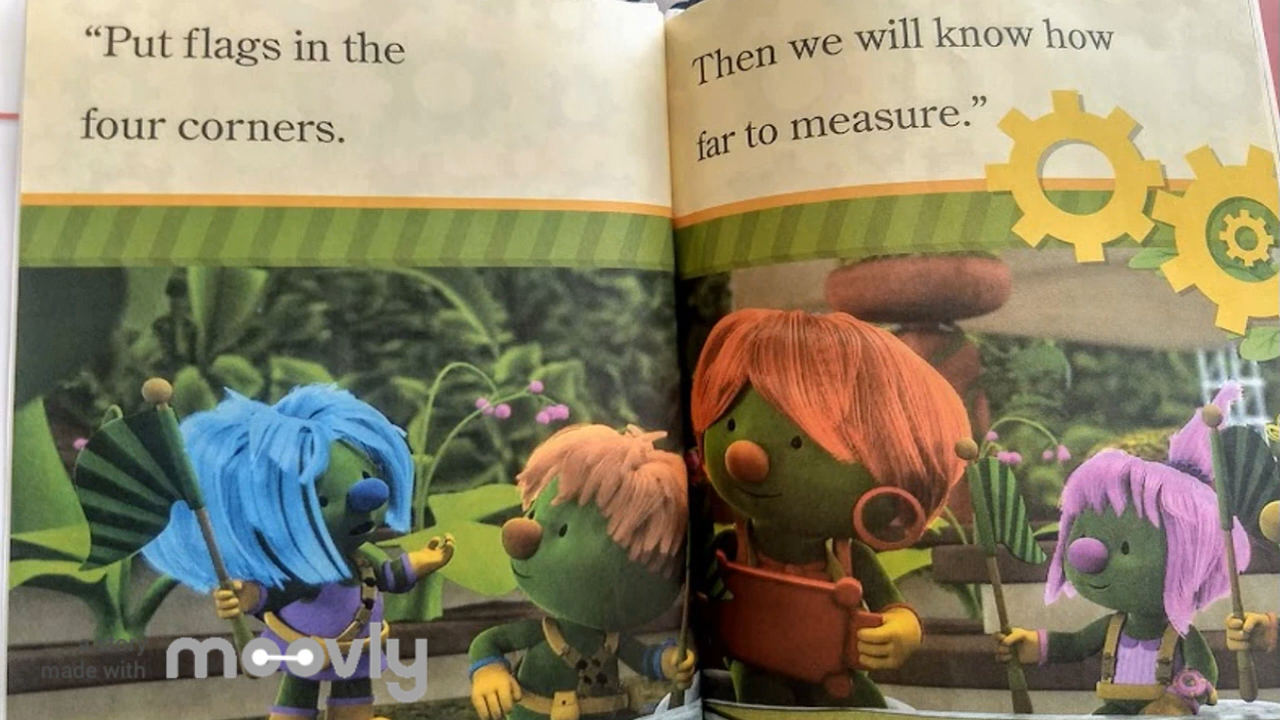 “Put flags in the
four corners.
Then we will know how
far to measure.”
made with moovly